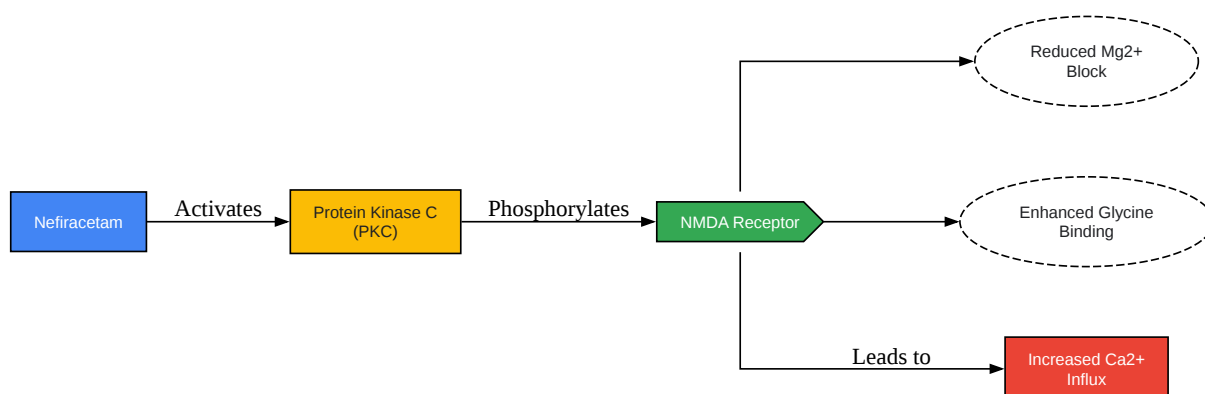 Reduced Mg2+
Block
Nefiracetam
Activates
Protein Kinase C
(PKC)
Phosphorylates
NMDA Receptor
Enhanced Glycine
Binding
Leads to
Increased Ca2+
Influx